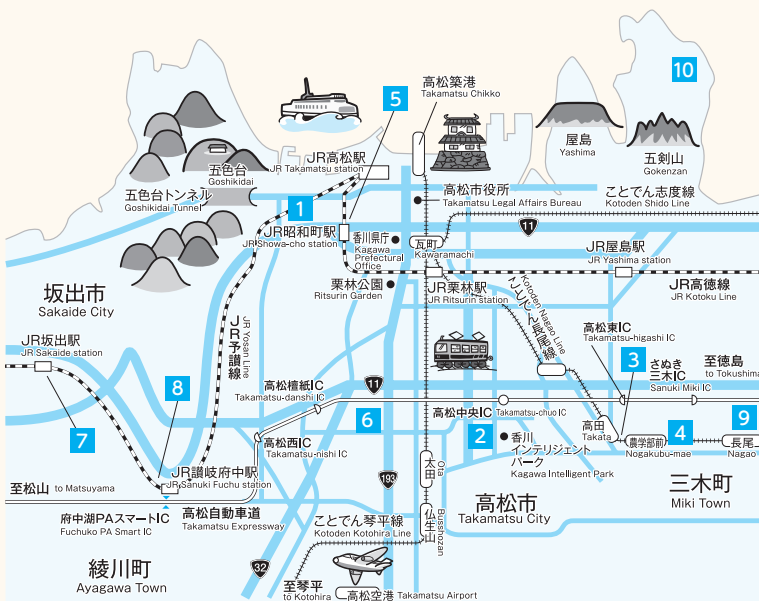 10
5
高松築港
Takamatsu Chikko
屋島
Yashima
五剣山
Gokenzan
JR高松駅
JR Takamatsu station
五色台
Goshikidai
五色台トンネル
Goshikidai Tunnel
高松市役所
Takamatsu Legal Affairs Bureau
ことでん志度線
Kotoden Shido Line
1
11
JR昭和町駅
JR Showa-cho station
香川県庁
Kagawa
Prefectural
Office
瓦町
Kawaramachi
JR屋島駅
JR Yashima station
坂出市
Sakaide City
栗林公園
Ritsurin Garden
JR栗林駅
JR Ritsurin station
JR高徳線
JR Kotoku Line
ことでん長尾線
Kotoden Nagao Line
JR予讃線
JR Yosan Line
JR坂出駅
JR Sakaide station
高松東IC
Takamatsu-higashi IC
3
さぬき
三木IC
Sanuki Miki IC
至徳島
to Tokushima
高松檀紙IC
Takamatsu-danshi IC
11
8
7
6
高松中央IC
Takamatsu-chuo IC
2
高田
Takata
4
9
農学部前
Nogakubu-mae
長尾
Nagao
高松西IC
Takamatsu-nishi IC
香川
インテリジェント
パーク
Kagawa Intelligent Park
太田
Ota
JR讃岐府中駅
JR Sanuki Fuchu station
193
三木町
Miki Town
至松山 to Matsuyama
高松市
Takamatsu City
仏生山
Busshozan
府中湖PAスマートIC
Fuchuko PA Smart IC
高松自動車道
Takamatsu Expressway
ことでん琴平線
Kotoden Kotohira Line
綾川町
Ayagawa Town
32
至琴平
to Kotohira
高松空港 Takamatsu Airport